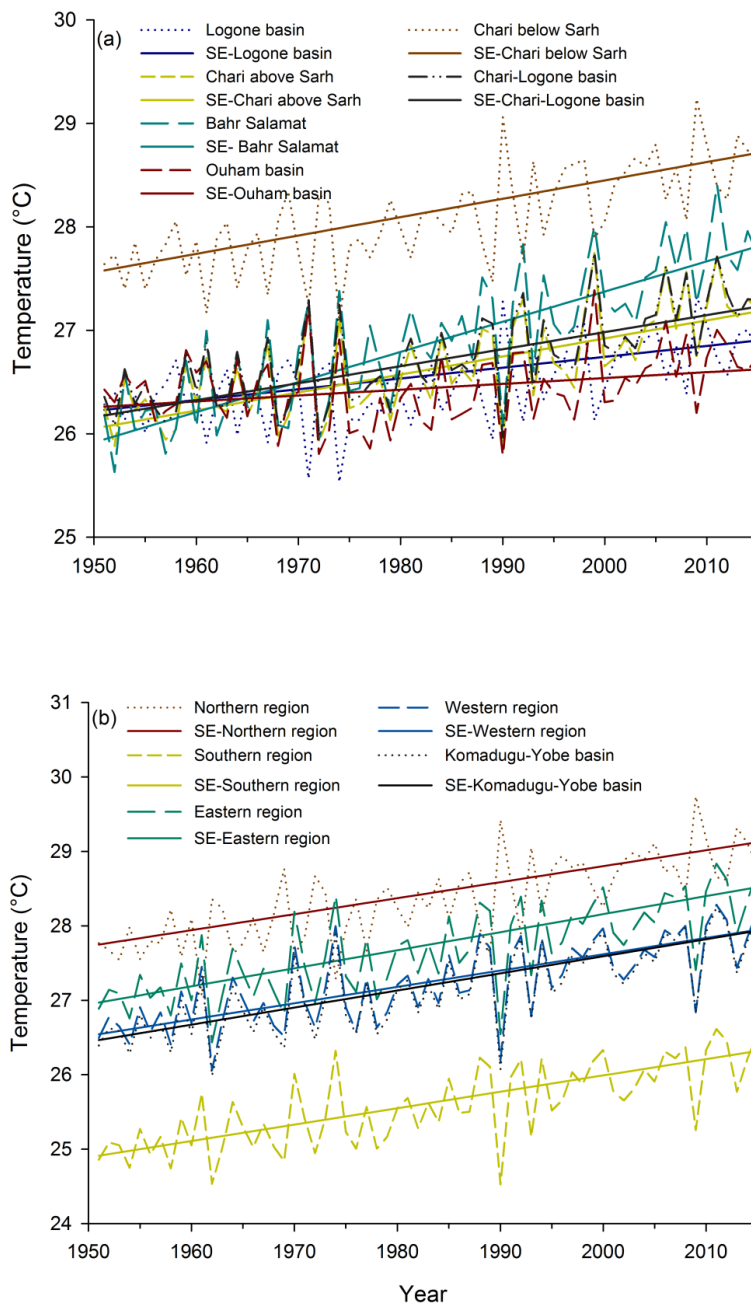 30
(a)
Logone basin
SE-Logone basin
Chari above Sarh
SE-Chari above Sarh
Bahr Salamat
SE- Bahr Salamat
Ouham basin
SE-Ouham basin
Chari below Sarh
SE-Chari below Sarh
Chari-Logone basin
SE-Chari-Logone basin
29
28
27
26
25
Temperature (°C)
1950 1960 1970 1980 1990 2000 2010
31
(b)
Northern region
SE-Northern region
Southern region
SE-Southern region
Eastern region
SE-Eastern region
Western region
SE-Western region
Komadugu-Yobe basin
SE-Komadugu-Yobe basin
30
29
28
27
26
25
24
Temperature (°C)
1950 1960 1970 1980 1990 2000 2010
Year